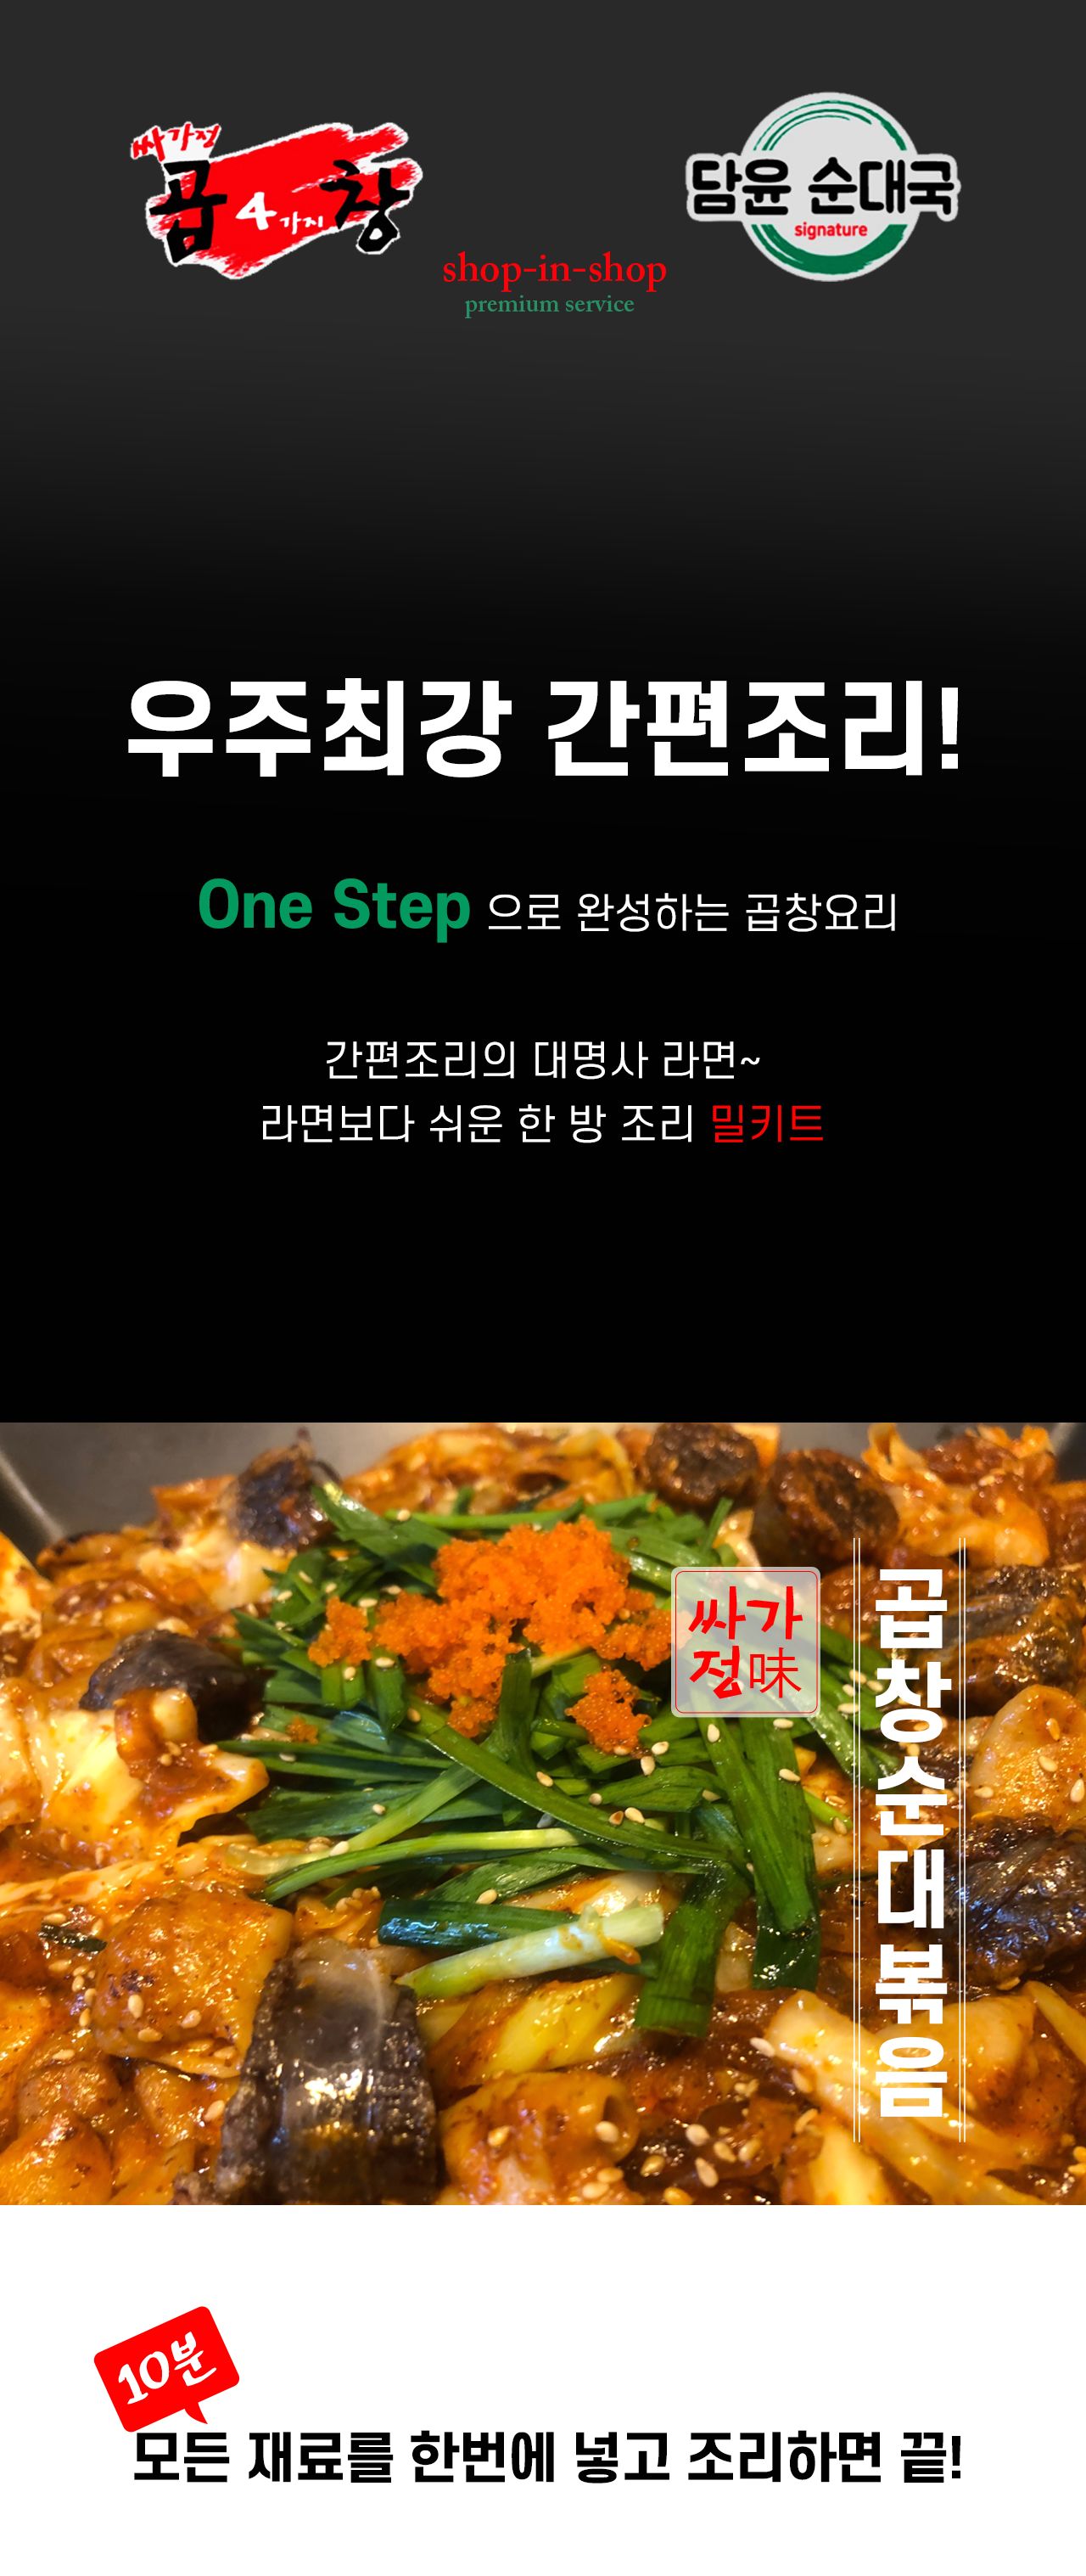 싸가정
곱4가지창
담윤 순대국
signature
shop-in-shop
premium service
우주최강 간편조리!
One Step 으로 완성하는 곱창요리
간편조리의 대명사 라면~
라면보다 쉬운 한 방 조리 밀키트
싸가
정味
곱창순대볶음
10분
모든 재료를 한번에 넣고 조리하면 끝!